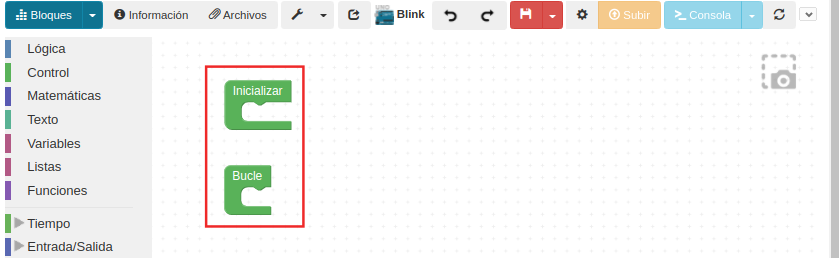 Bloques Información Archivos UNO Blink Subir Consola
Lógica
Control
Matemáticas
Texto
Variables
Listas
Funciones
Tiempo
Entrada/Salida
Inicializar
Bucle